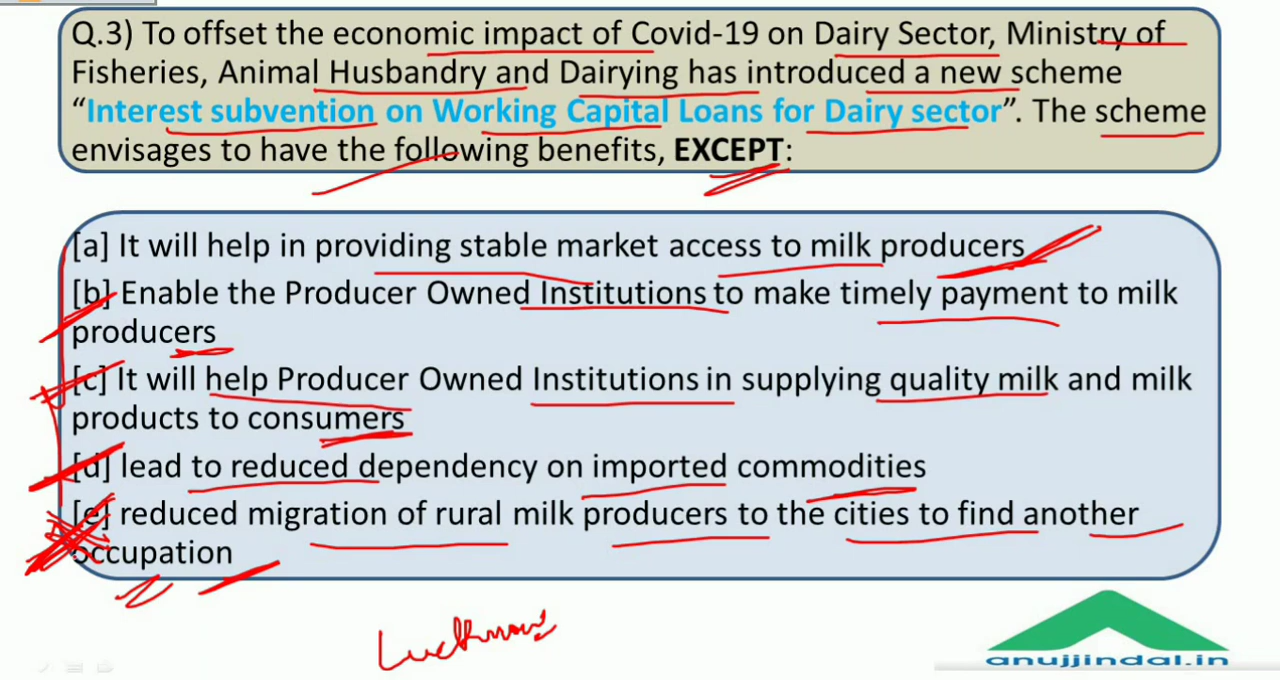 Q.3) To offset the economic impact of Covid-19 on Dairy Sector, Ministry of
Fisheries, Animal Husbandry and Dairying has introduced a new scheme
“Interest subvention on Working Capital Loans for Dairy sector”. The scheme
envisages to have the following benefits, EXCEPT:
[a] It will help in providing stable market access to milk producers
[b] Enable the Producer Owned Institutions to make timely payment to milk
producers
[c] It will help Producer Owned Institutions in supplying quality milk and milk
products to consumers
[d] lead to reduced dependency on imported commodities
[e] reduced migration of rural milk producers to the cities to find another
occupation
Lucknow
anujjindal.in